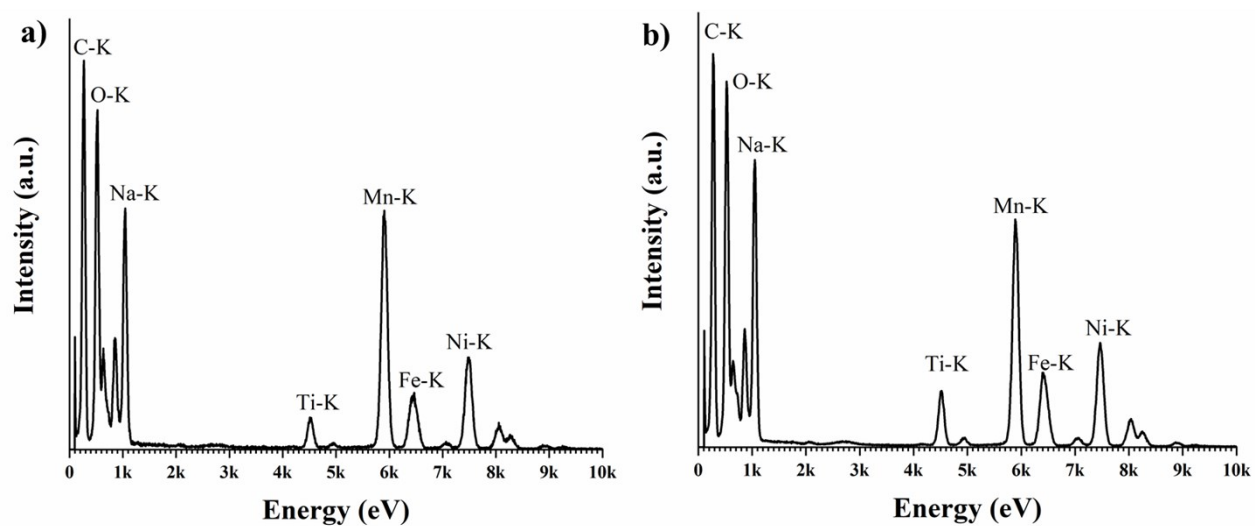 a)
C-K
O-K
Na-K
Mn-K
Ni-K
Fe-K
Ti-K
Intensity (a.u.)
0 1k 2k 3k 4k 5k 6k 7k 8k 9k 10k
Energy (eV)
b)
C-K
O-K
Na-K
Mn-K
Ni-K
Ti-K
Fe-K
Intensity (a.u.)
0 1k 2k 3k 4k 5k 6k 7k 8k 9k 10k
Energy (eV)